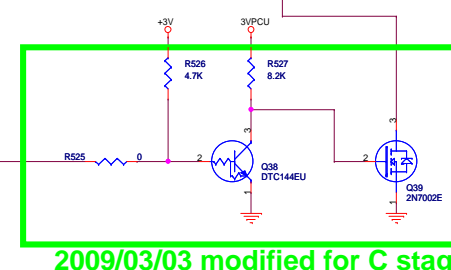 +3V
3VPCU
R526
4.7K
R527
8.2K
3
3
R525
0
2
Q38
DTC144EU
2
1
Q39
2N7002E
1
2009/03/03 modified for C stag